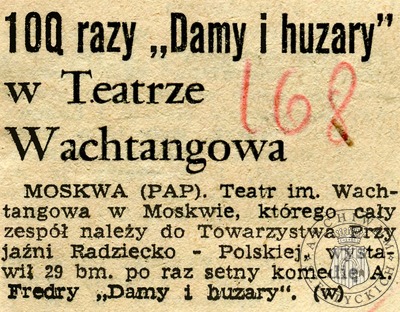 10Q razy „Damy i huzary”
w Teatrze
Wachtangowa
168
MOSKWA (PAP). Teatr im. Wach-
tangowa w Moskwie, którego cały
zespół należy do Towarzystwa Przy
jaźni Radziecko - Polskiej, wysta-
wił 29 bm. po raz setny komedię A.
Fredry „Damy i huzary”. (w)